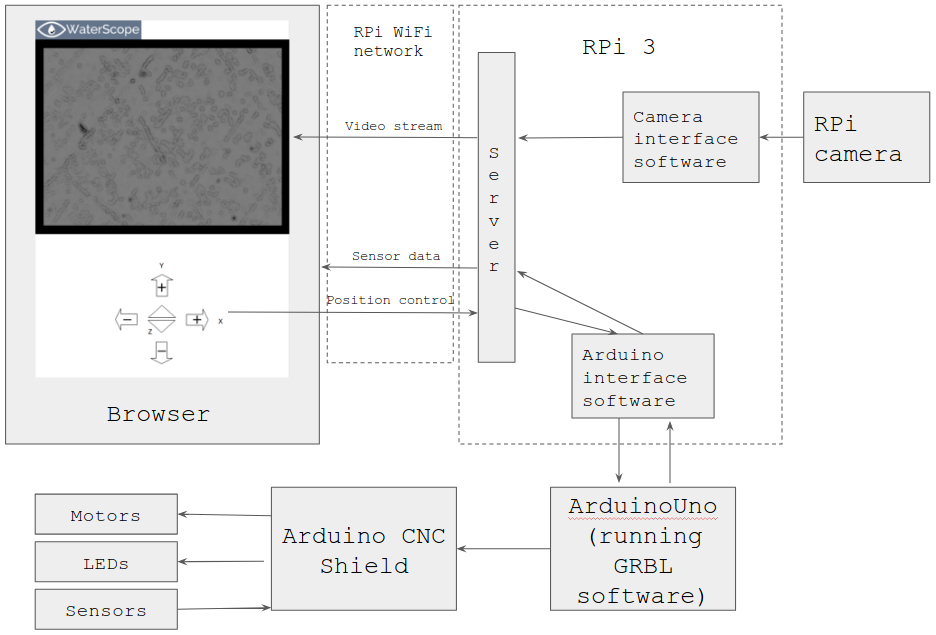 WaterScope
Y
X
Z
Browser
RPi WiFi
network
Video stream
Sensor data
Position control
RPi 3
S
e
r
v
e
r
Camera
interface
software
RPi
camera
Arduino
interface
software
Motors
LEDs
Sensors
Arduino CNC
Shield
ArduinoUno
(running
GRBL
software)